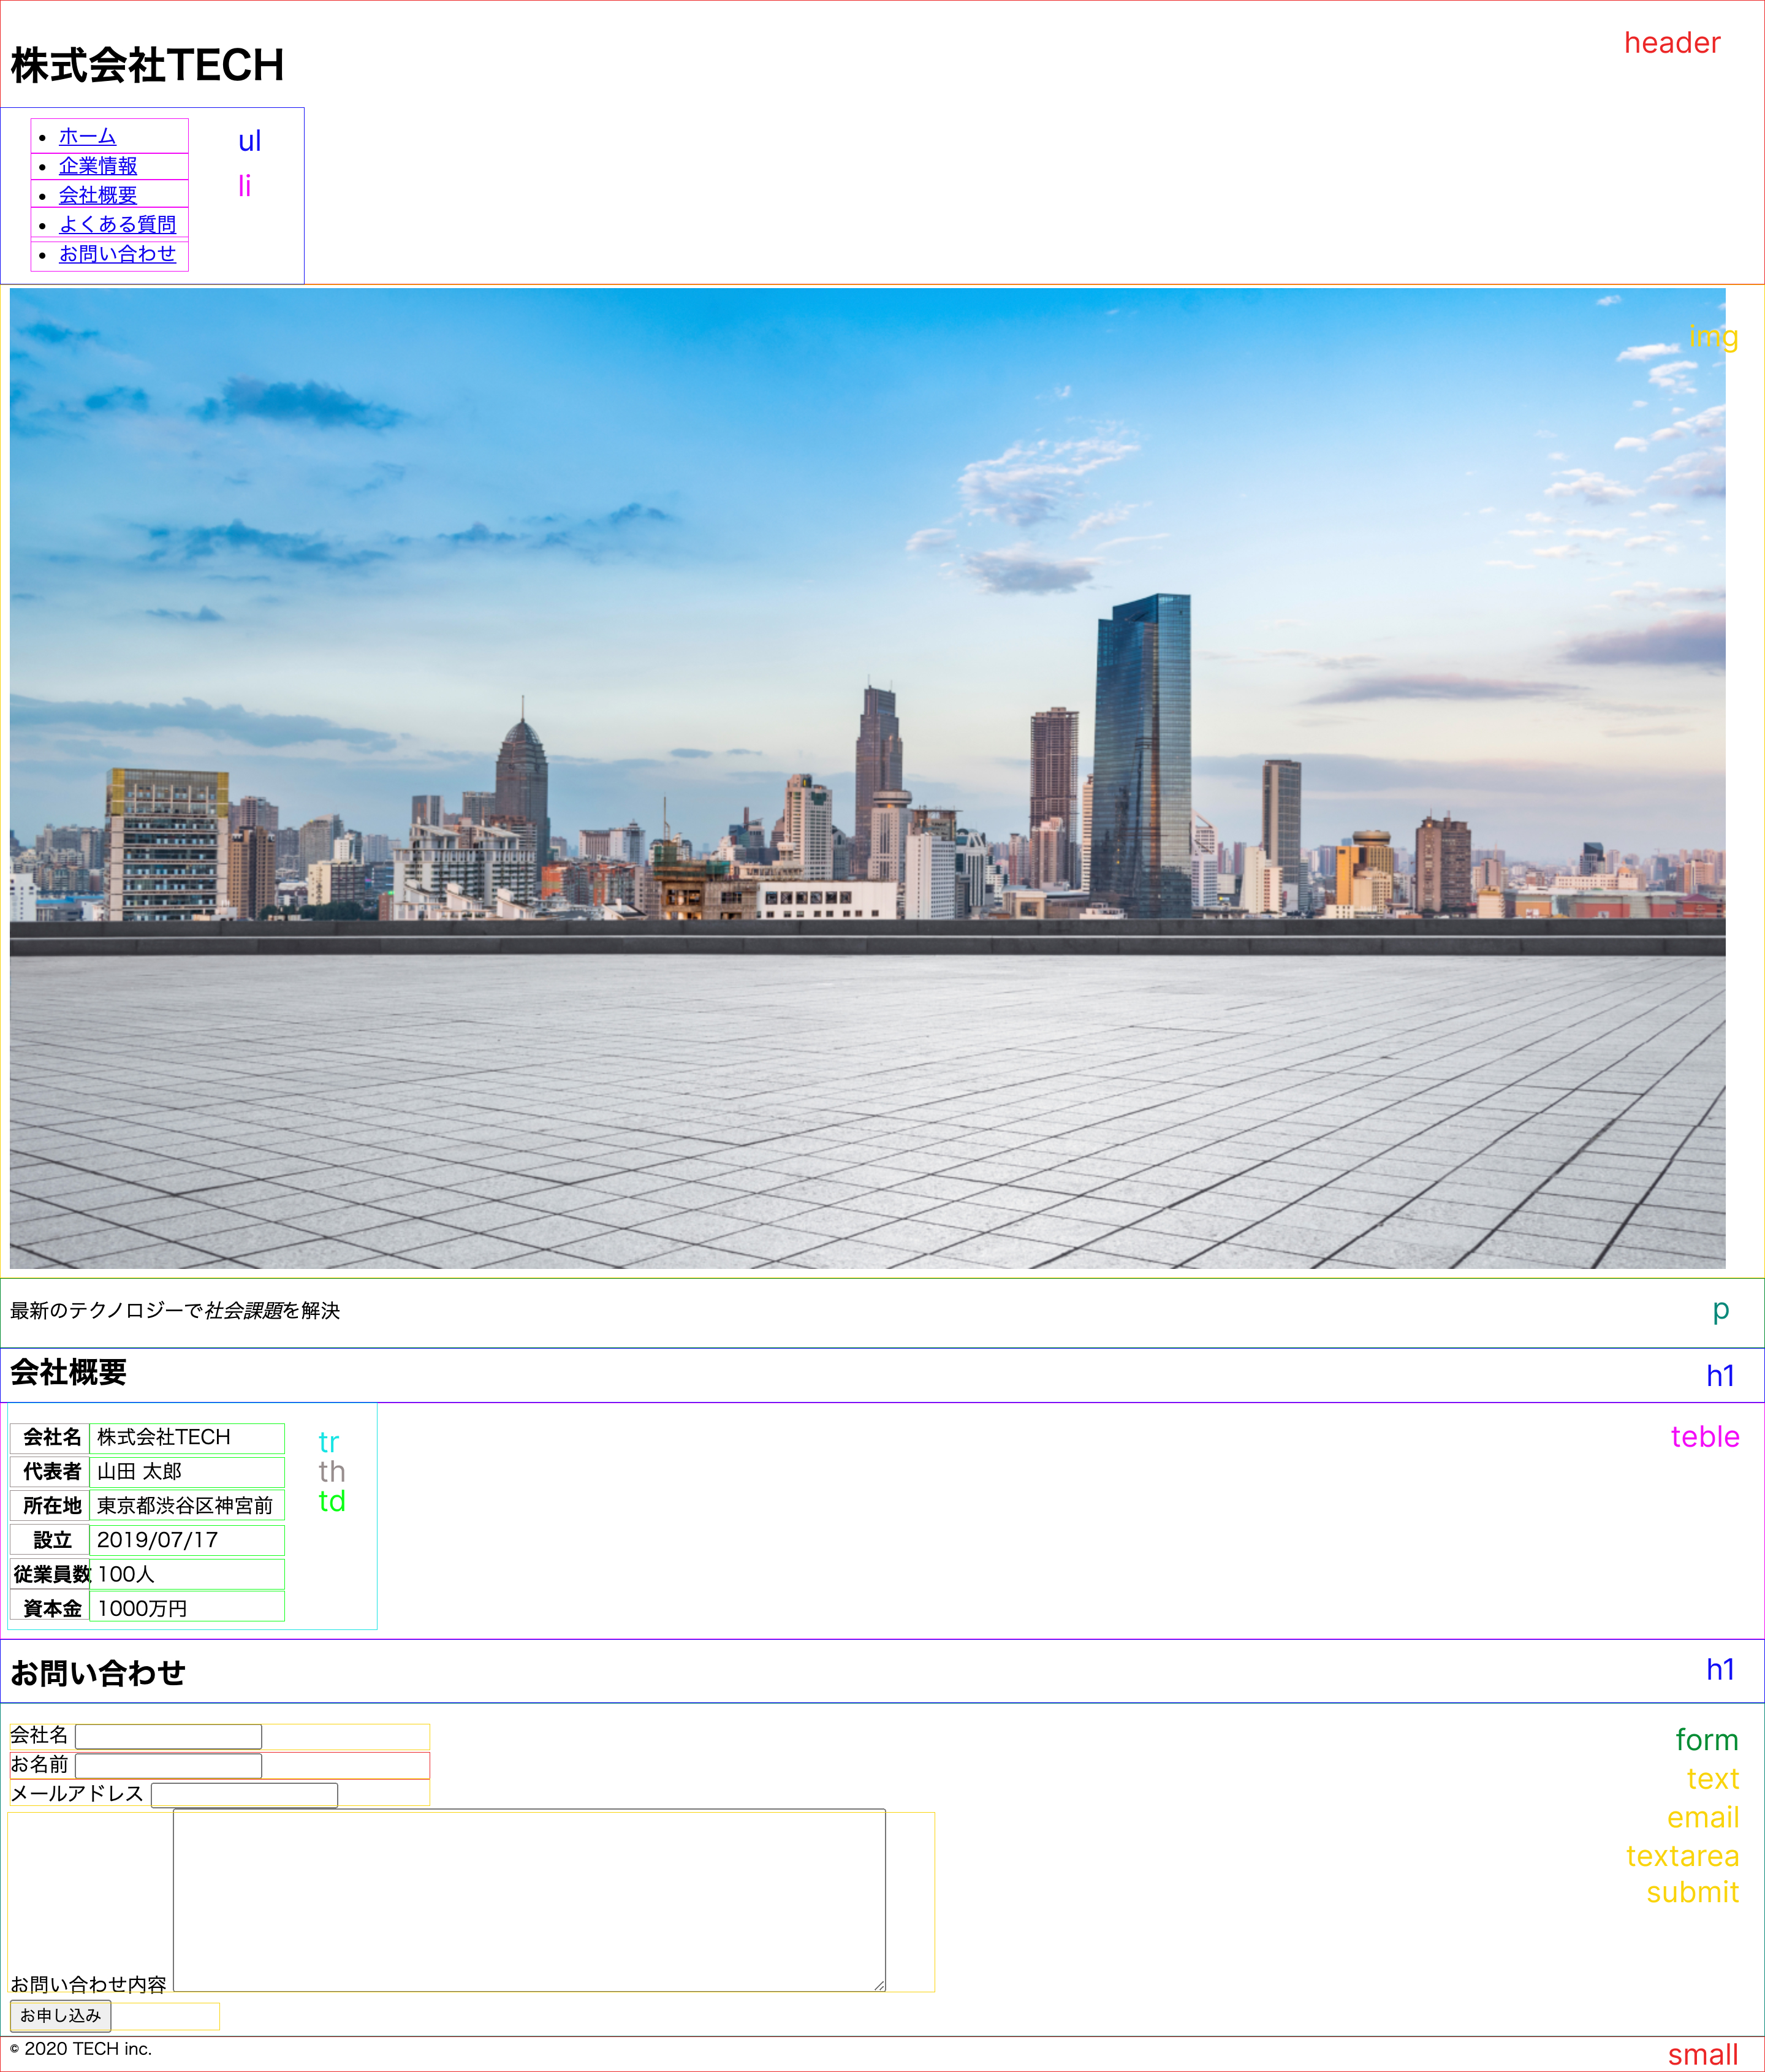 株式会社TECH
header
ホーム
企業情報
会社概要
よくある質問
お問い合わせ
ul
li
img
最新のテクノロジーで社会課題を解決
p
会社概要
h1
teble
会社名 株式会社TECH
代表者 山田 太郎
所在地 東京都渋谷区神宮前
設立 2019/07/17
従業員数 100人
資本金 1000万円
tr
th
td
お問い合わせ
h1
会社名
お名前
メールアドレス
お問い合わせ内容
お申し込み
form
text
email
textarea
submit
© 2020 TECH inc.
small